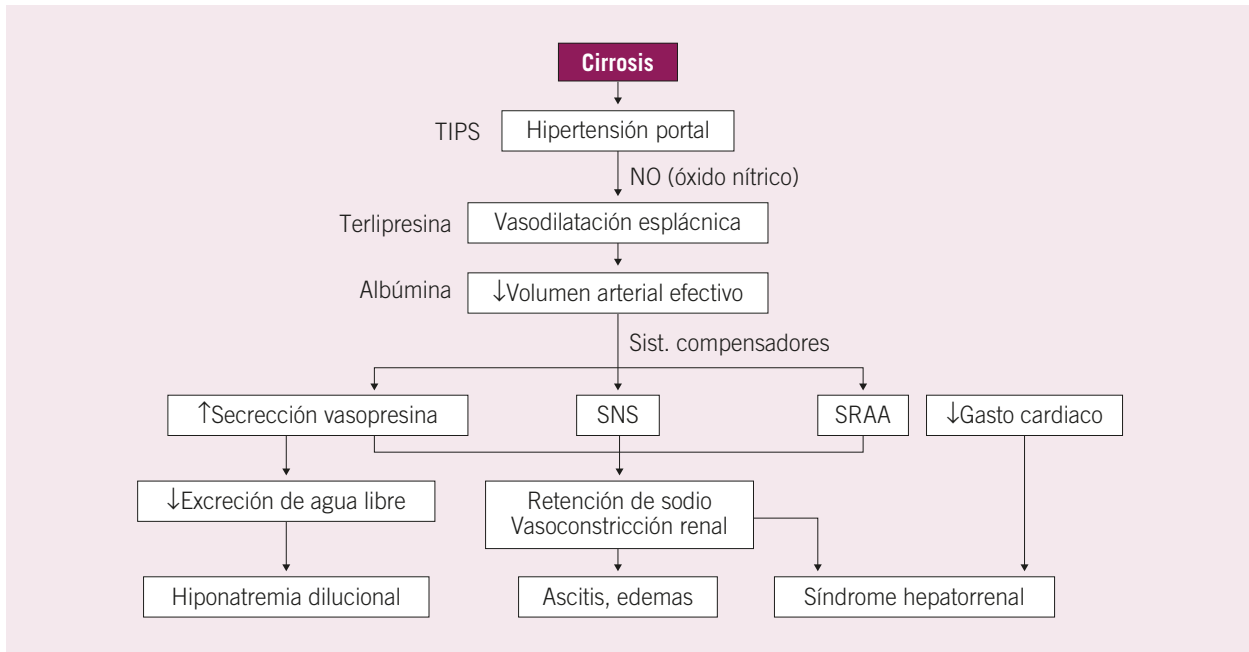 Cirrosis
TIPS
Hipertensión portal
NO (óxido nítrico)
Terlipresina
Vasodilatación esplácnica
Albúmina
↓Volumen arterial efectivo
Sist. compensadores
↑Secrección vasopresina
SNS
SRAA
↓Gasto cardiaco
↓Excreción de agua libre
Retención de sodio
Vasoconstricción renal
Hiponatremia dilucional
Ascitis, edemas
Síndrome hepatorrenal